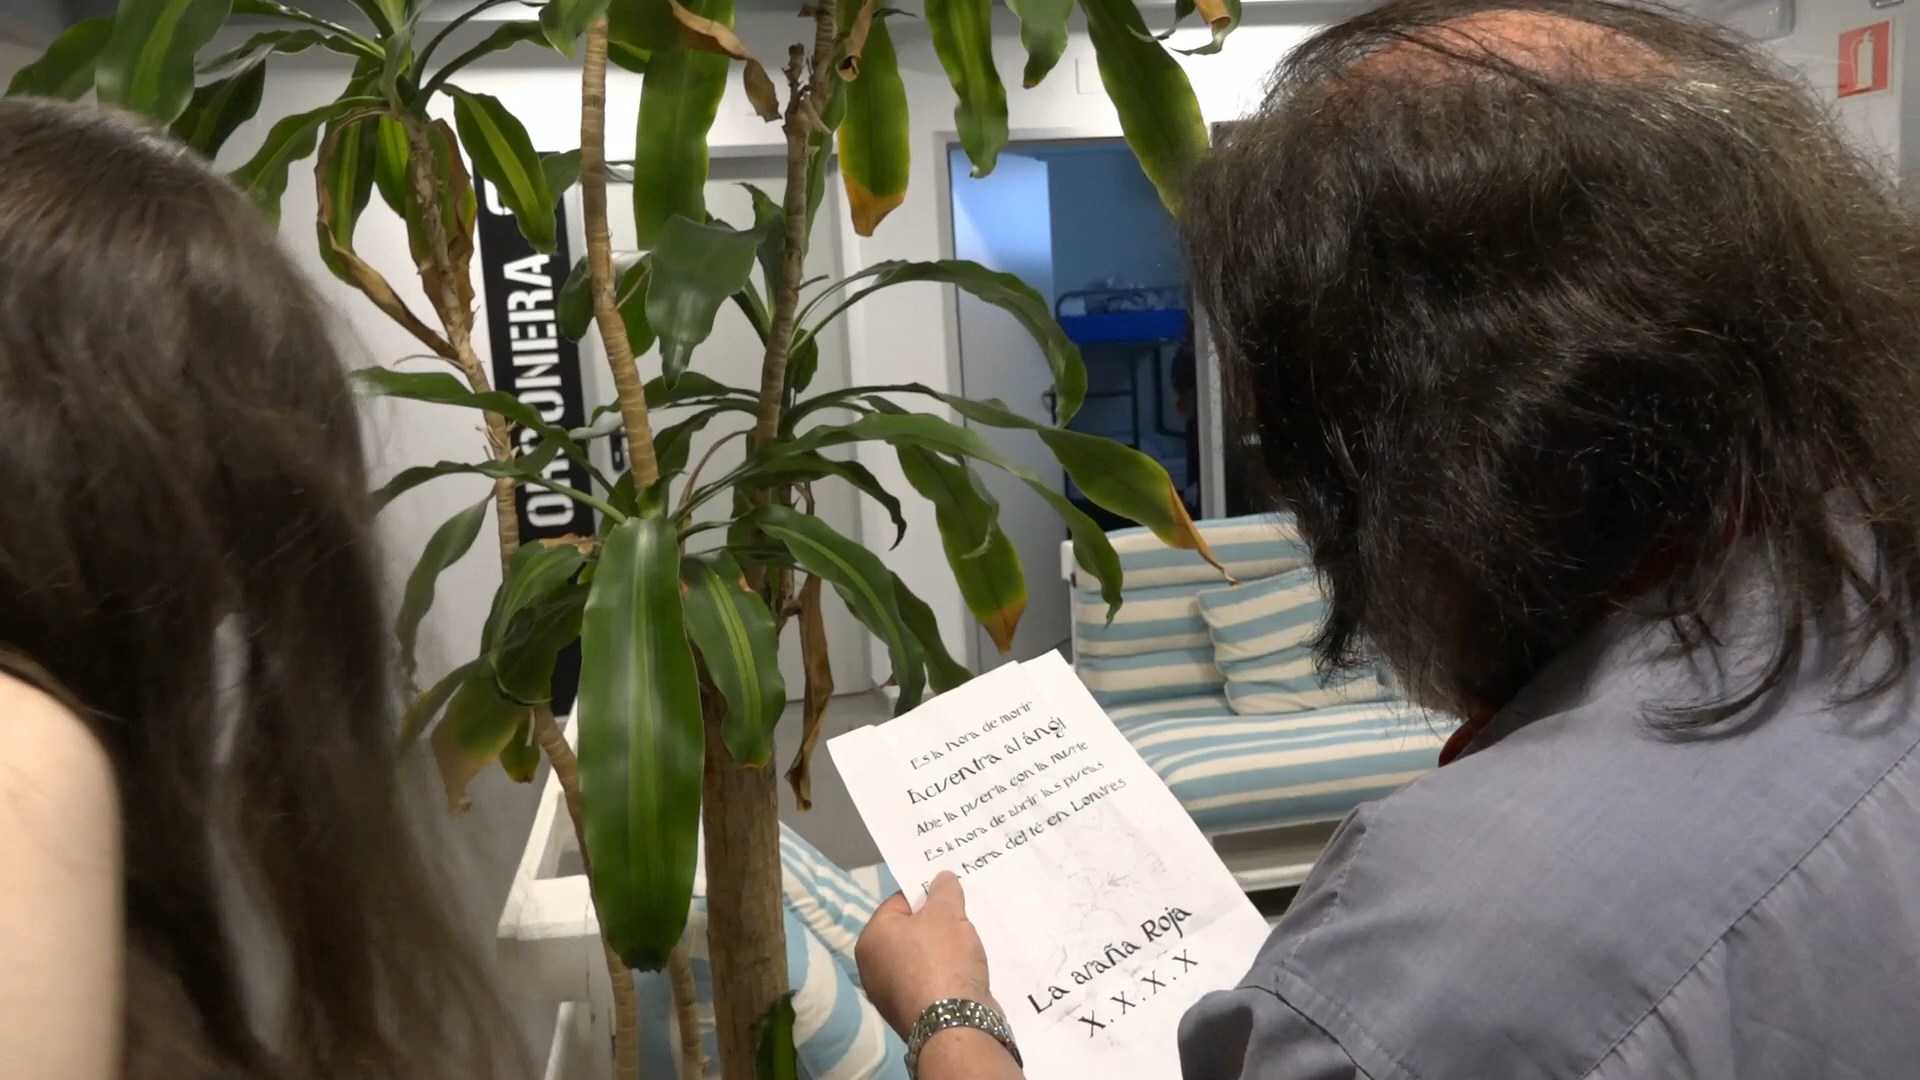 Es la hora de morir
Encuentra al ángl
Abre la puerta con la muerte
Es la hora de abrir las puertas
hora del té en Londres
La araña Roja
X.X.X.X